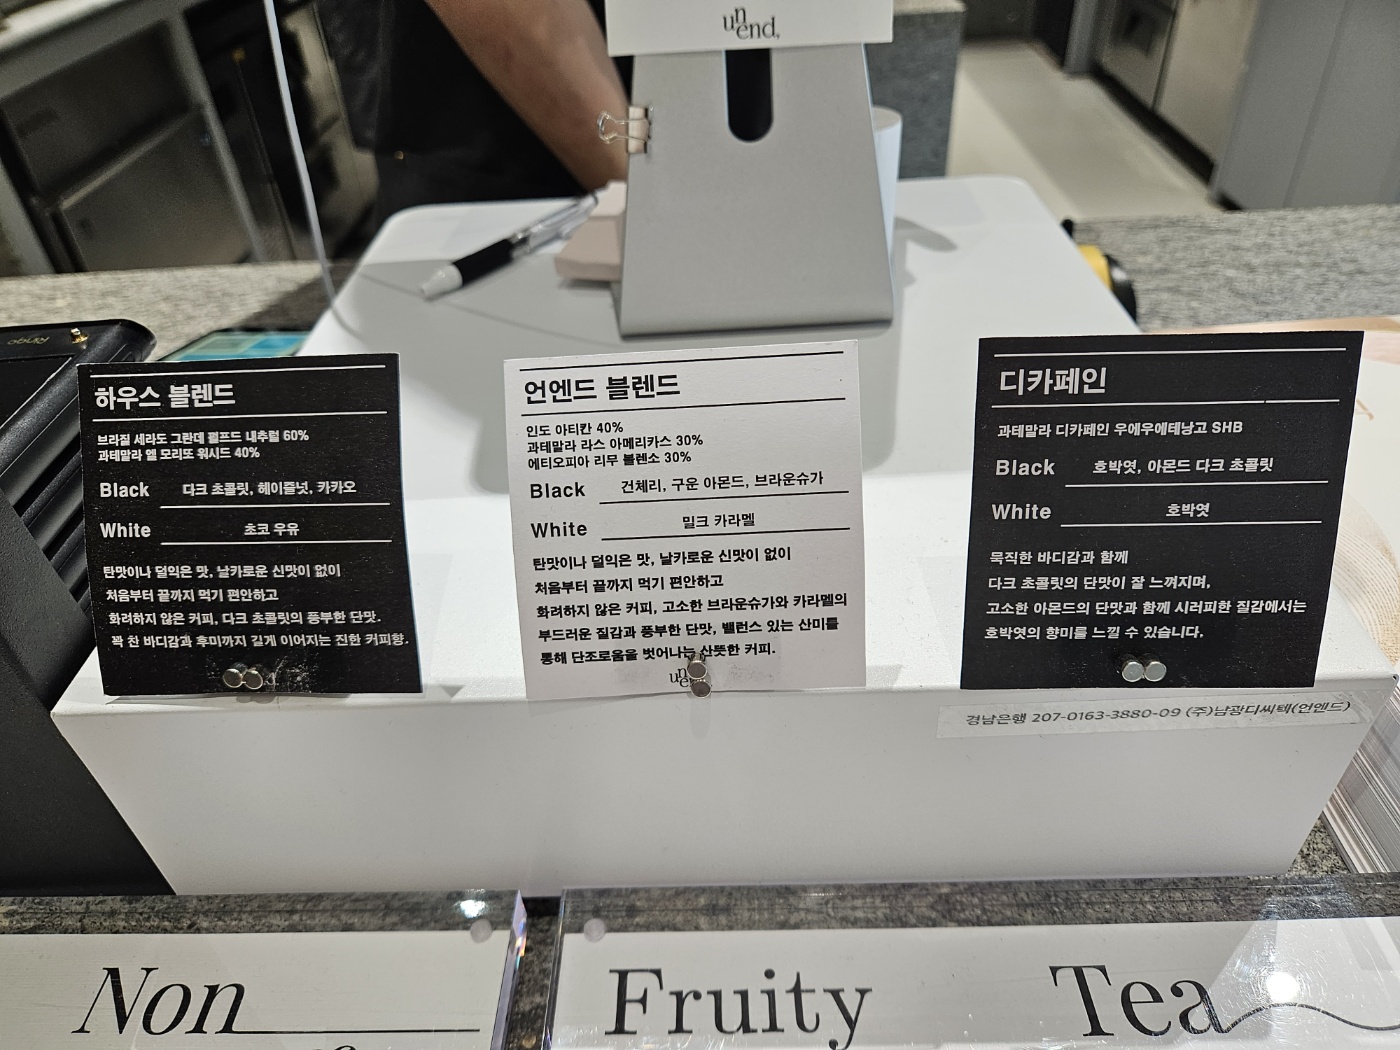 un
end,
하우스 블렌드
브라질 세라도 그란데 펄프드 내추럴 60%
과테말라 엘 모리또 워시드 40%
Black 다크 초콜릿, 헤이즐넛, 카카오
White 초코 우유
탄맛이나 덜익은 맛, 날카로운 신맛이 없이
처음부터 끝까지 먹기 편안하고
화려하지 않은 커피, 다크 초콜릿의 풍부한 단맛.
꽉 찬 바디감과 후미까지 길게 이어지는 진한 커피향.
언엔드 블렌드
인도 아티칸 40%
과테말라 라스 아메리카스 30%
에티오피아 리무 블렌소 30%
Black 건체리, 구운 아몬드, 브라운슈가
White 밀크 카라멜
탄맛이나 덜익은 맛, 날카로운 신맛이 없이
처음부터 끝까지 먹기 편안하고
화려하지 않은 커피, 고소한 브라운슈가와 카라멜의
부드러운 질감과 풍부한 단맛, 밸런스 있는 산미를
통해 단조로움을 벗어나는 산뜻한 커피.
디카페인
과테말라 디카페인 우에우에테낭고 SHB
Black 호박엿, 아몬드 다크 초콜릿
White 호박엿
묵직한 바디감과 함께
다크 초콜릿의 단맛이 잘 느껴지며,
고소한 아몬드의 단맛과 함께 시러피한 질감에서는
호박엿의 향미를 느낄 수 있습니다.
경남은행 207-0163-3880-09 (주)남광디씨텍(언엔드)
Non
Fruity Tea